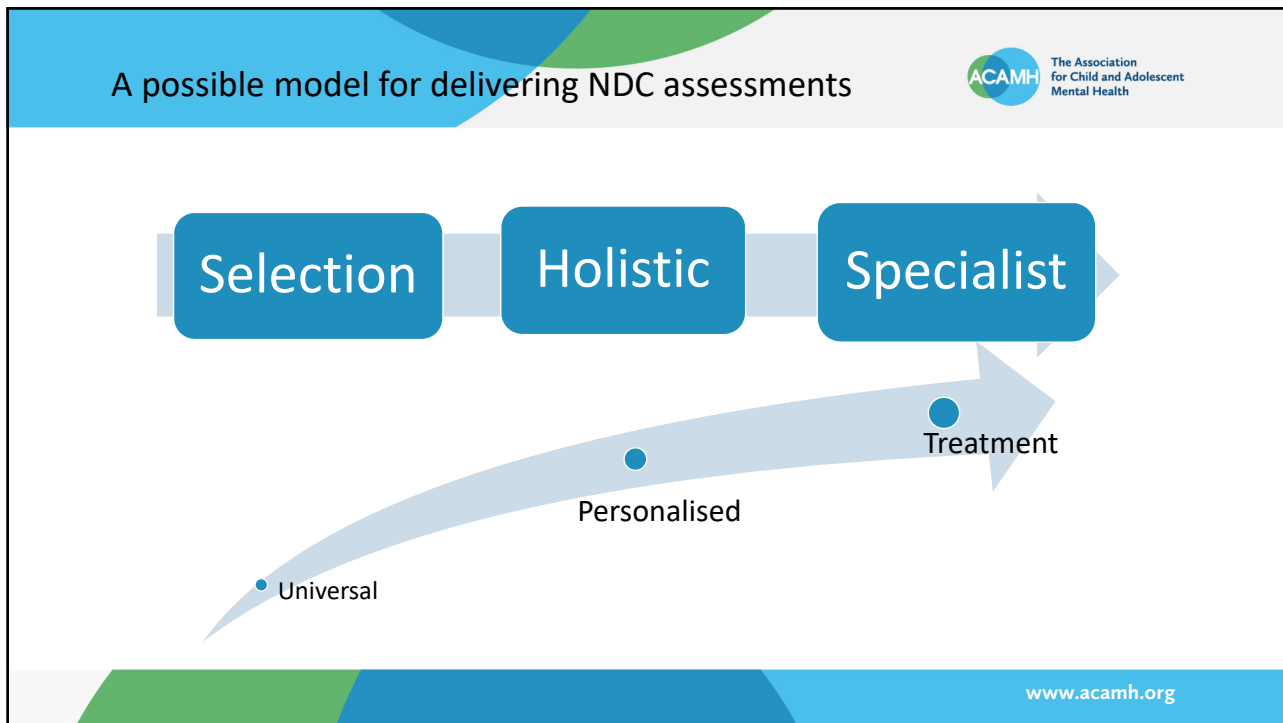 A possible model for delivering NDC assessments
ACAMH
The Association
for Child and Adolescent
Mental Health
Selection
Holistic
Specialist
Treatment
Personalised
Universal
www.acamh.org